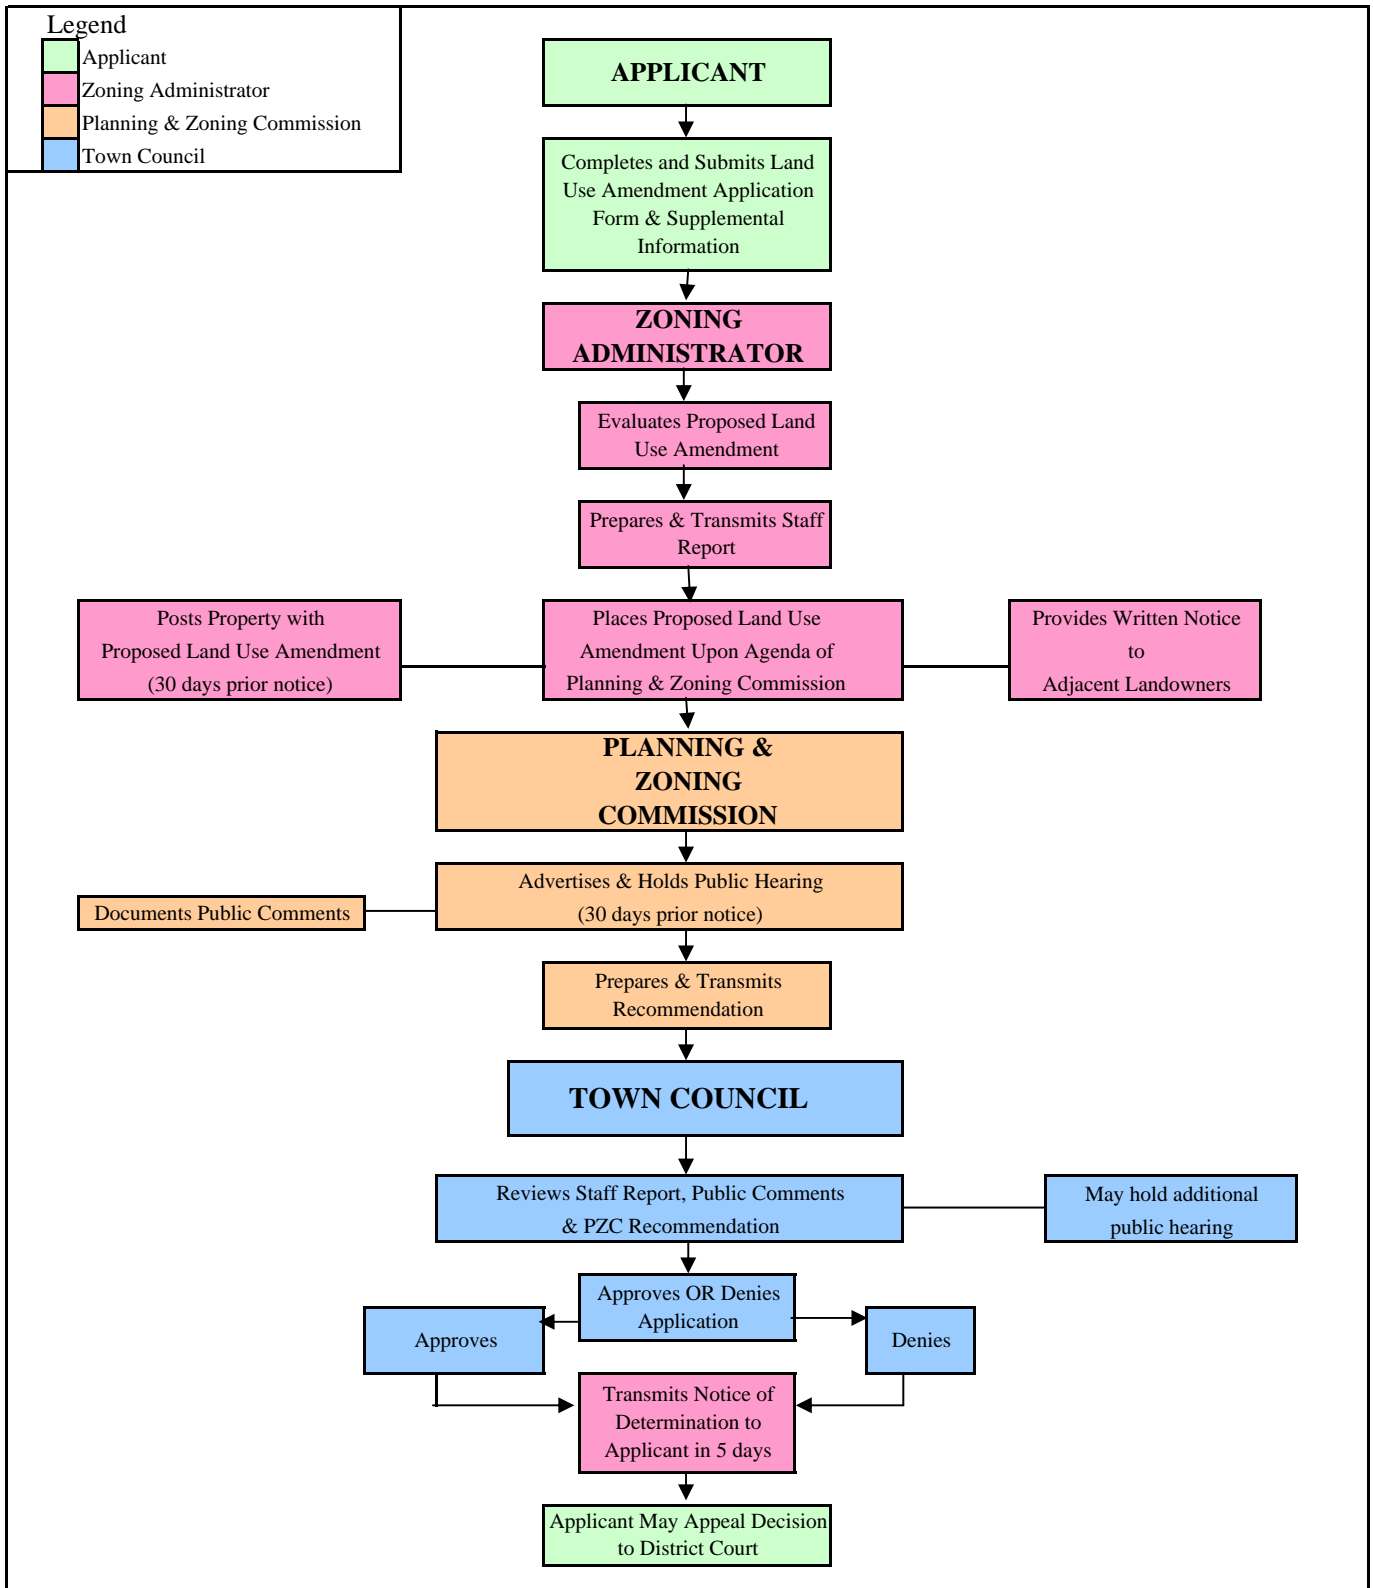 Legend
Applicant
Zoning Administrator
Planning & Zoning Commission
Town Council
APPLICANT
Completes and Submits Land
Use Amendment Application
Form & Supplemental
Information
ZONING
ADMINISTRATOR
Evaluates Proposed Land
Use Amendment
Prepares & Transmits Staff
Report
Posts Property with
Proposed Land Use Amendment
(30 days prior notice)
Places Proposed Land Use
Amendment Upon Agenda of
Planning & Zoning Commission
Provides Written Notice
to
Adjacent Landowners
PLANNING &
ZONING
COMMISSION
Advertises & Holds Public Hearing
(30 days prior notice)
Documents Public Comments
Prepares & Transmits
Recommendation
TOWN COUNCIL
Reviews Staff Report, Public Comments
& PZC Recommendation
May hold additional
public hearing
Approves OR Denies
Application
Approves
Denies
Transmits Notice of
Determination to
Applicant in 5 days
Applicant May Appeal Decision
to District Court